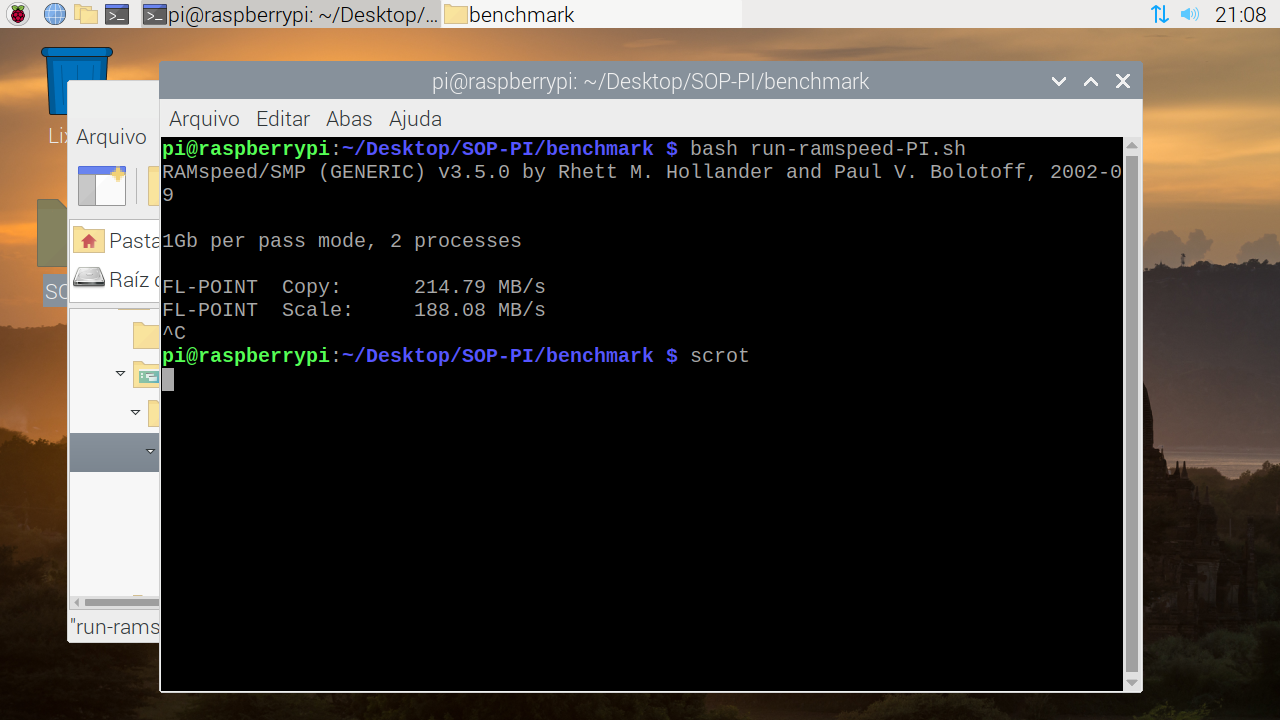 pi@raspberrypi: ~/Desktop/... benchmark 21:08
Lix
pi@raspberrypi: ~/Desktop/SOP-PI/benchmark
Arquivo
Arquivo Editar Abas Ajuda
pi@raspberrypi:~/Desktop/SOP-PI/benchmark $ bash run-ramspeed-PI.sh
RAMspeed/SMP (GENERIC) v3.5.0 by Rhett M. Hollander and Paul V. Bolotoff, 2002-0
9
1Gb per pass mode, 2 processes
FL-POINT Copy: 214.79 MB/s
FL-POINT Scale: 188.08 MB/s
^C
pi@raspberrypi:~/Desktop/SOP-PI/benchmark $ scrot
Pasta
Raíz
SO
"run-rams